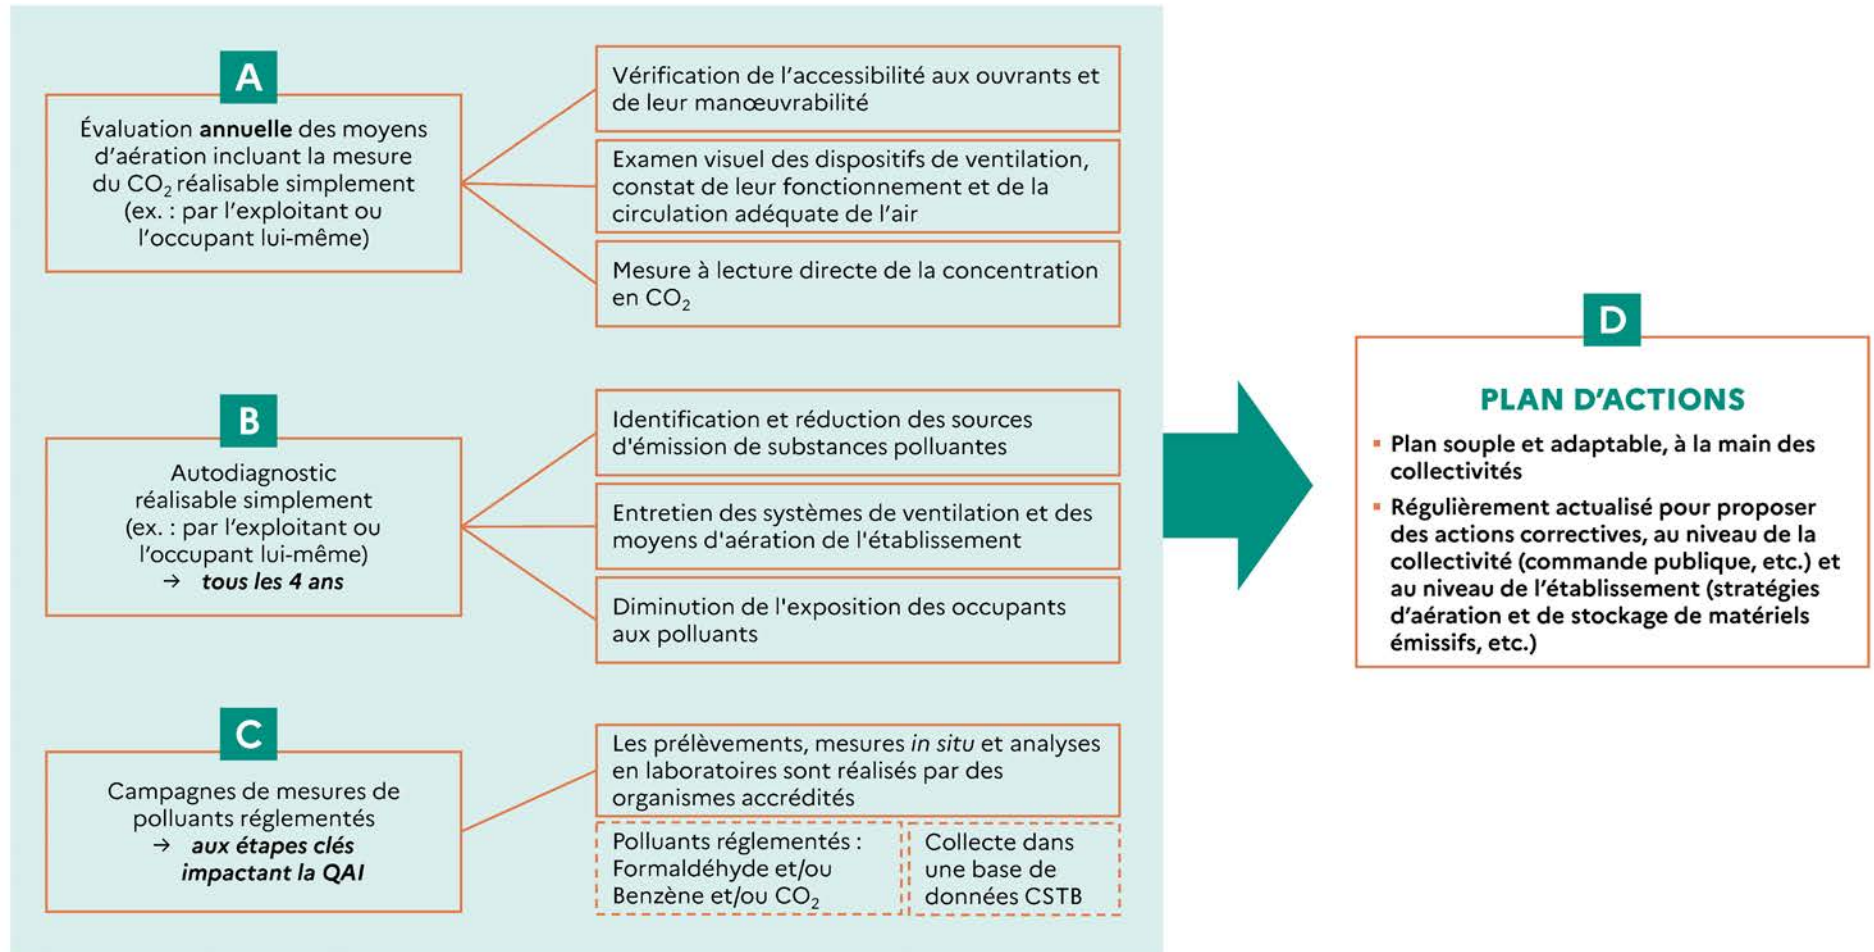 A
Évaluation annuelle des moyens
d'aération incluant la mesure
du CO₂ réalisable simplement
(ex. : par l'exploitant ou
l'occupant lui-même)
Vérification de l'accessibilité aux ouvrants et
de leur manœuvrabilité
Examen visuel des dispositifs de ventilation,
constat de leur fonctionnement et de la
circulation adéquate de l'air
Mesure à lecture directe de la concentration
en CO₂
B
Autodiagnostic
réalisable simplement
(ex. : par l'exploitant ou
l'occupant lui-même)
→ tous les 4 ans
Identification et réduction des sources
d'émission de substances polluantes
Entretien des systèmes de ventilation et des
moyens d'aération de l'établissement
Diminution de l'exposition des occupants
aux polluants
C
Campagnes de mesures de
polluants réglementés
→ aux étapes clés
impactant la QAI
Les prélèvements, mesures in situ et analyses
en laboratoires sont réalisés par des
organismes accrédités
Polluants réglementés :
Formaldéhyde et/ou
Benzène et/ou CO₂
Collecte dans
une base de
données CSTB
D
PLAN D'ACTIONS
▪ Plan souple et adaptable, à la main des
collectivités
▪ Régulièrement actualisé pour proposer
des actions correctives, au niveau de la
collectivité (commande publique, etc.) et
au niveau de l'établissement (stratégies
d'aération et de stockage de matériels
émissifs, etc.)